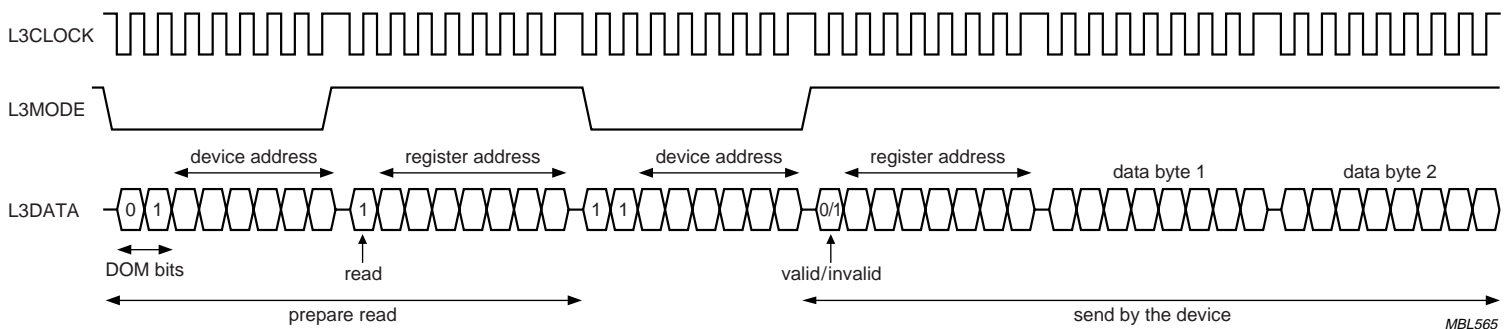 L3CLOCK
L3MODE
device address
register address
device address
register address
data byte 1
data byte 2
L3DATA
0 1 1 1 1 0/1
DOM bits
read
valid/invalid
prepare read
send by the device
MBL565